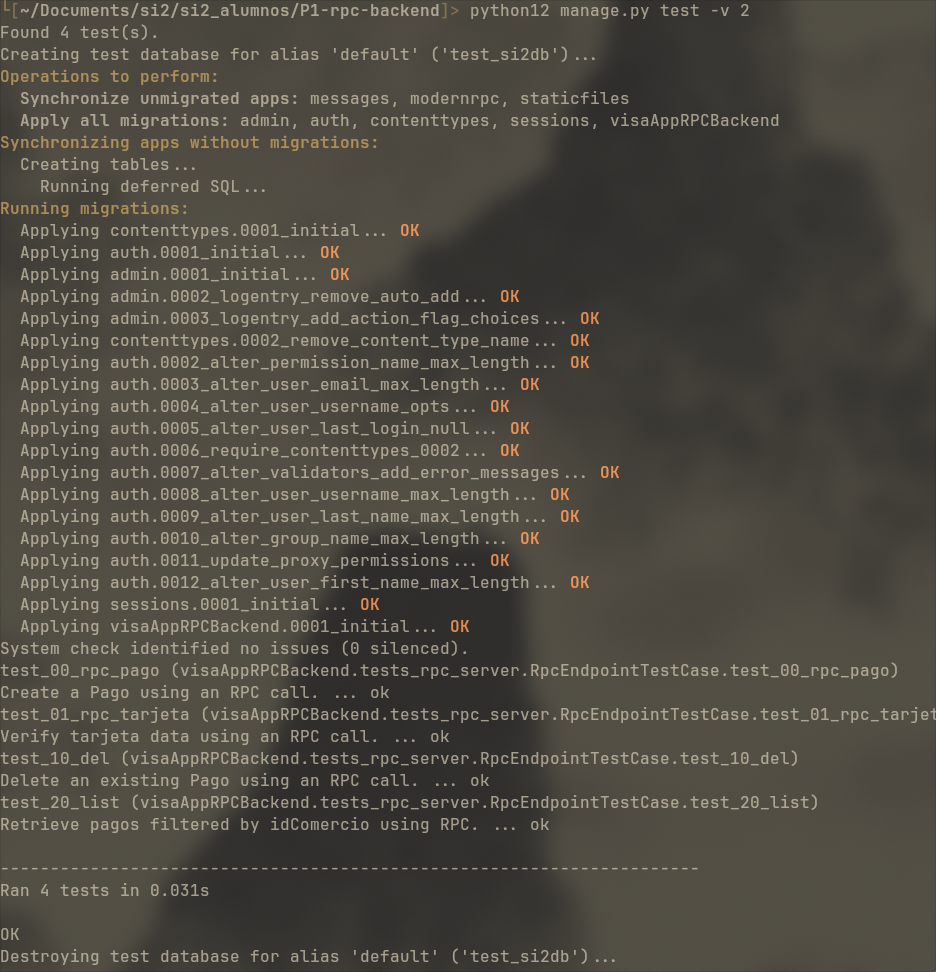 └[~/Documents/si2/si2_alumnos/P1-rpc-backend]> python12 manage.py test -v 2
Found 4 test(s).
Creating test database for alias 'default' ('test_si2db')...
Operations to perform:
  Synchronize unmigrated apps: messages, modernrpc, staticfiles
  Apply all migrations: admin, auth, contenttypes, sessions, visaAppRPCBackend
Synchronizing apps without migrations:
  Creating tables...
    Running deferred SQL...
Running migrations:
  Applying contenttypes.0001_initial... OK
  Applying auth.0001_initial... OK
  Applying admin.0001_initial... OK
  Applying admin.0002_logentry_remove_auto_add... OK
  Applying admin.0003_logentry_add_action_flag_choices... OK
  Applying contenttypes.0002_remove_content_type_name... OK
  Applying auth.0002_alter_permission_name_max_length... OK
  Applying auth.0003_alter_user_email_max_length... OK
  Applying auth.0004_alter_user_username_opts... OK
  Applying auth.0005_alter_user_last_login_null... OK
  Applying auth.0006_require_contenttypes_0002... OK
  Applying auth.0007_alter_validators_add_error_messages... OK
  Applying auth.0008_alter_user_username_max_length... OK
  Applying auth.0009_alter_user_last_name_max_length... OK
  Applying auth.0010_alter_group_name_max_length... OK
  Applying auth.0011_update_proxy_permissions... OK
  Applying auth.0012_alter_user_first_name_max_length... OK
  Applying sessions.0001_initial... OK
  Applying visaAppRPCBackend.0001_initial... OK
System check identified no issues (0 silenced).
test_00_rpc_pago (visaAppRPCBackend.tests_rpc_server.RpcEndpointTestCase.test_00_rpc_pago)
Create a Pago using an RPC call. ... ok
test_01_rpc_tarjeta (visaAppRPCBackend.tests_rpc_server.RpcEndpointTestCase.test_01_rpc_tarjet
Verify tarjeta data using an RPC call. ... ok
test_10_del (visaAppRPCBackend.tests_rpc_server.RpcEndpointTestCase.test_10_del)
Delete an existing Pago using an RPC call. ... ok
test_20_list (visaAppRPCBackend.tests_rpc_server.RpcEndpointTestCase.test_20_list)
Retrieve pagos filtered by idComercio using RPC. ... ok
----------------------------------------------------------------------
Ran 4 tests in 0.031s
OK
Destroying test database for alias 'default' ('test_si2db')...